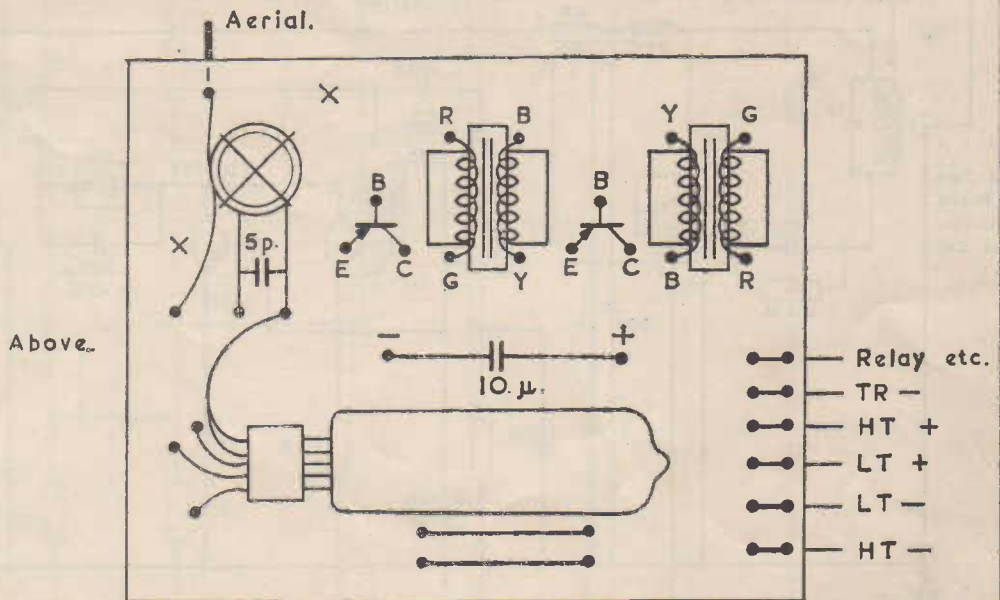 Aerial.
R B
Y G
B
B
5p.
E C
E C
G Y
B R
Above.
- +
10. µ.
Relay etc.
TR -
HT +
LT +
LT -
HT -